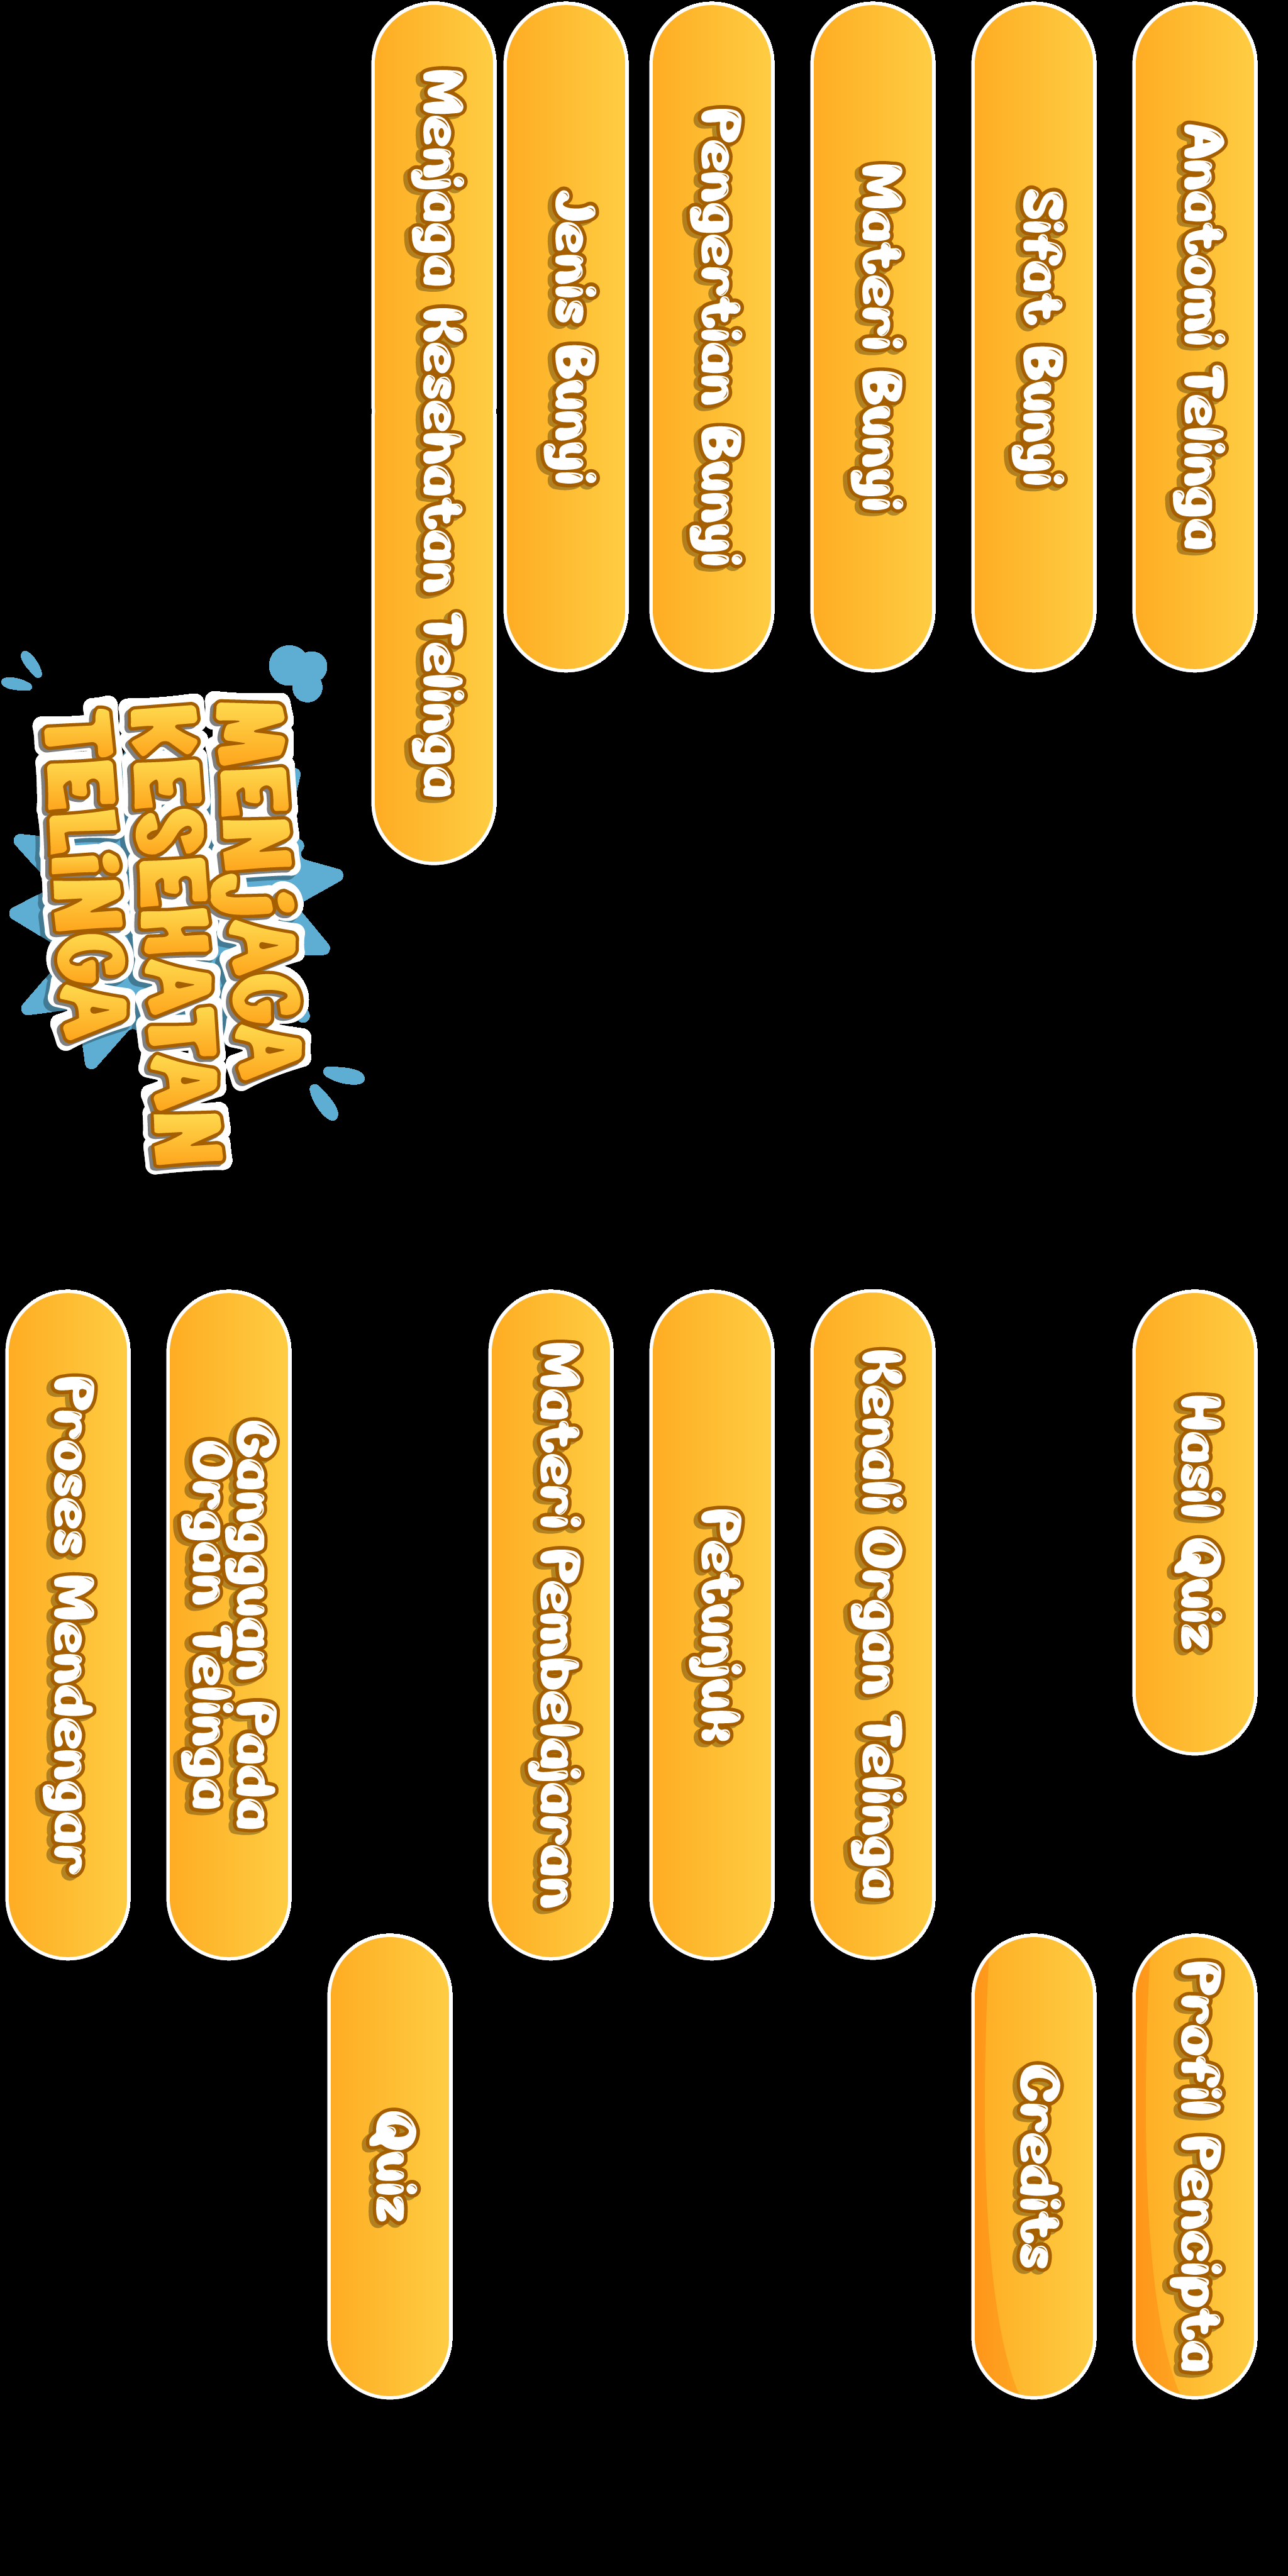 Anatomi Telinga
Sifat Bunyi
Materi Bunyi
Pengertian Bunyi
Jenis Bunyi
Menjaga Kesehatan Telinga
MENJAGA
KESEHATAN
TELINGA
Hasil Quiz
Kenali Organ Telinga
Petunjuk
Materi Pembelajaran
Gangguan Pada
Organ Telinga
Proses Mendengar
Profil Pencipta
Credits
Quiz